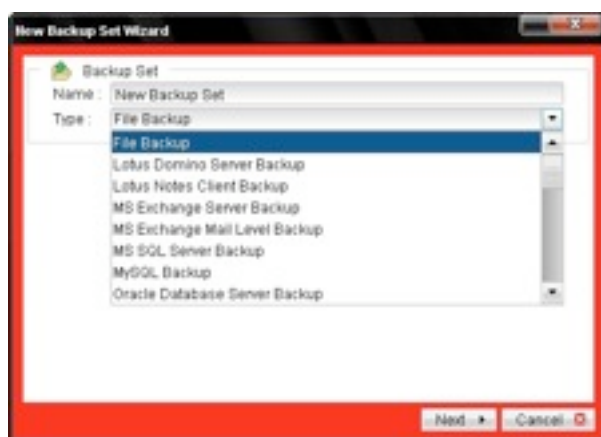 New Backup Set Wizard
Backup Set
Name : New Backup Set
Type : File Backup
File Backup
Lotus Domino Server Backup
Lotus Notes Client Backup
MS Exchange Server Backup
MS Exchange Mail Level Backup
MS SQL Server Backup
MySQL Backup
Oracle Database Server Backup
Next
Cancel